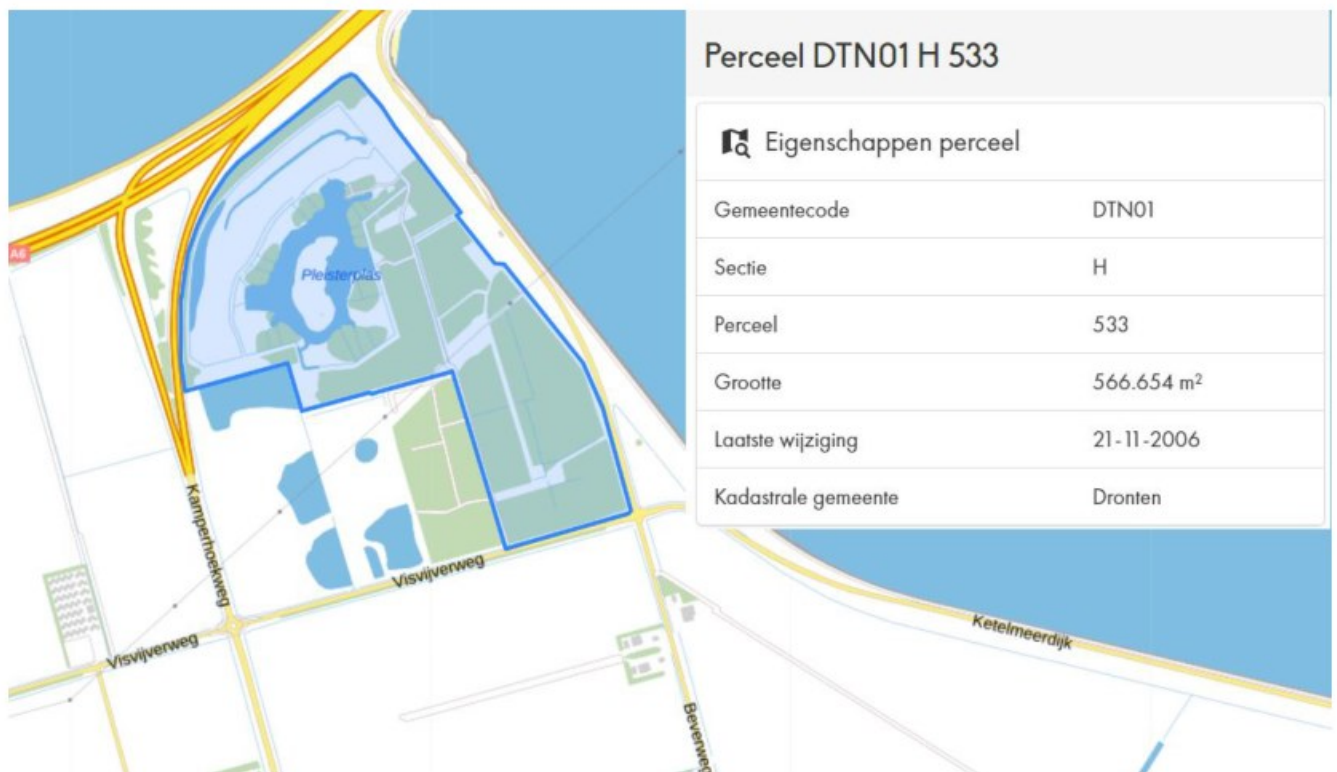 Perceel DTN01 H 533
Eigenschappen perceel
Gemeentecode DTN01
Sectie H
Perceel 533
Grootte 566.654 m²
Laatste wijziging 21-11-2006
Kadastrale gemeente Dronten
A6
Pleisterplas
Kamperhoekweg
Visvijverweg
Visvijverweg
Ketelmeerdijk
Beverweg